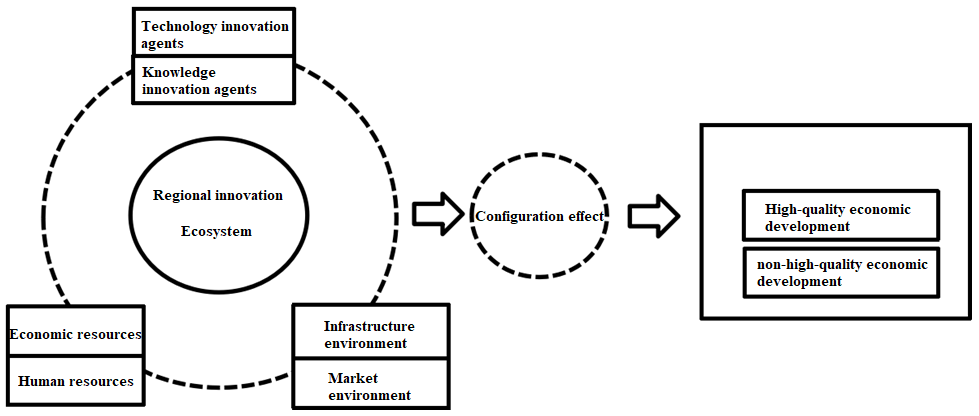 Technology innovation
agents
Knowledge
innovation agents
Regional innovation
Ecosystem
Configuration effect
High-quality economic
development
non-high-quality economic
development
Economic resources
Human resources
Infrastructure
environment
Market
environment